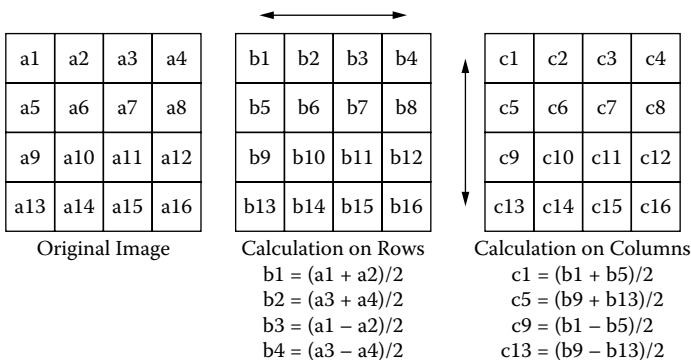 a1 a2 a3 a4
a5 a6 a7 a8
a9 a10 a11 a12
a13 a14 a15 a16
Original Image
b1 b2 b3 b4
b5 b6 b7 b8
b9 b10 b11 b12
b13 b14 b15 b16
Calculation on Rows
b1 = (a1 + a2)/2
b2 = (a3 + a4)/2
b3 = (a1 – a2)/2
b4 = (a3 – a4)/2
c1 c2 c3 c4
c5 c6 c7 c8
c9 c10 c11 c12
c13 c14 c15 c16
Calculation on Columns
c1 = (b1 + b5)/2
c5 = (b9 + b13)/2
c9 = (b1 – b5)/2
c13 = (b9 – b13)/2